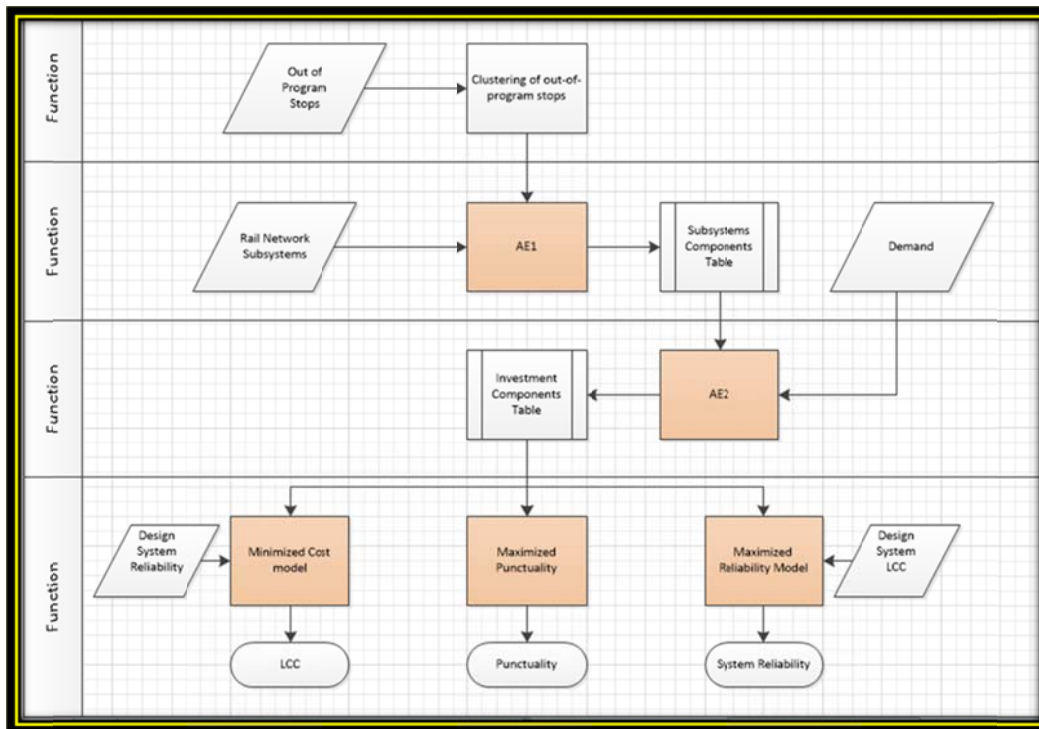 Function
Out of
Program
Stops
Clustering of out-of-
program stops
Function
Rail Network
Subsystems
AE1
Subsystems
Components
Table
Demand
Function
Investment
Components
Table
AE2
Function
Design
System
Reliability
Minimized Cost
model
Maximized
Punctuality
Maximized
Reliability Model
Design
System
LCC
LCC
Punctuality
System Reliability